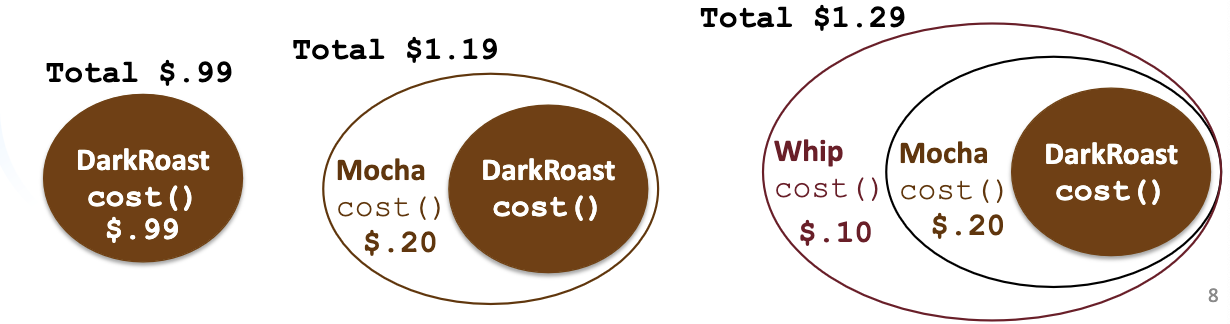 Total $.99
DarkRoast
cost()
$.99
Total $1.19
Mocha
cost()
$.20
DarkRoast
cost()
Total $1.29
Whip
cost()
$.10
Mocha
cost()
$.20
DarkRoast
cost()
8